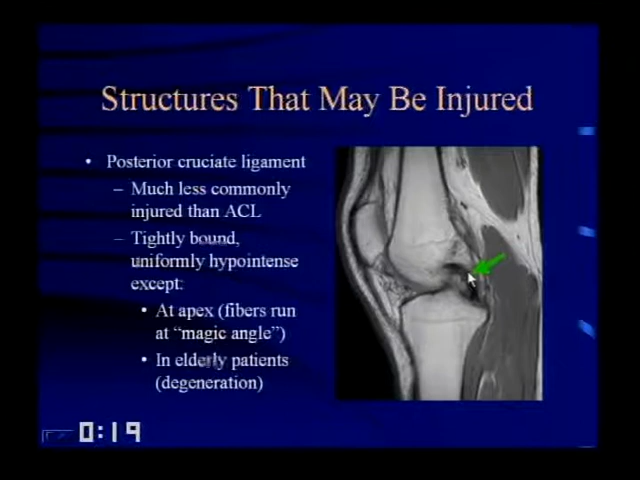 Structures That May Be Injured
• Posterior cruciate ligament
– Much less commonly
injured than ACL
– Tightly bound,
uniformly hypointense
except:
• At apex (fibers run
at “magic angle”)
• In elderly patients
(degeneration)
0:19